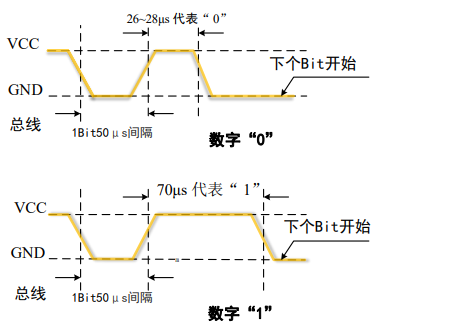 26~28μs 代表“ 0”
VCC
下个Bit开始
GND
总线
1Bit50μs间隔
数字“0”
70μs 代表“ 1”
VCC
下个Bit开始
GND
总线
1Bit50μs间隔
数字“1”